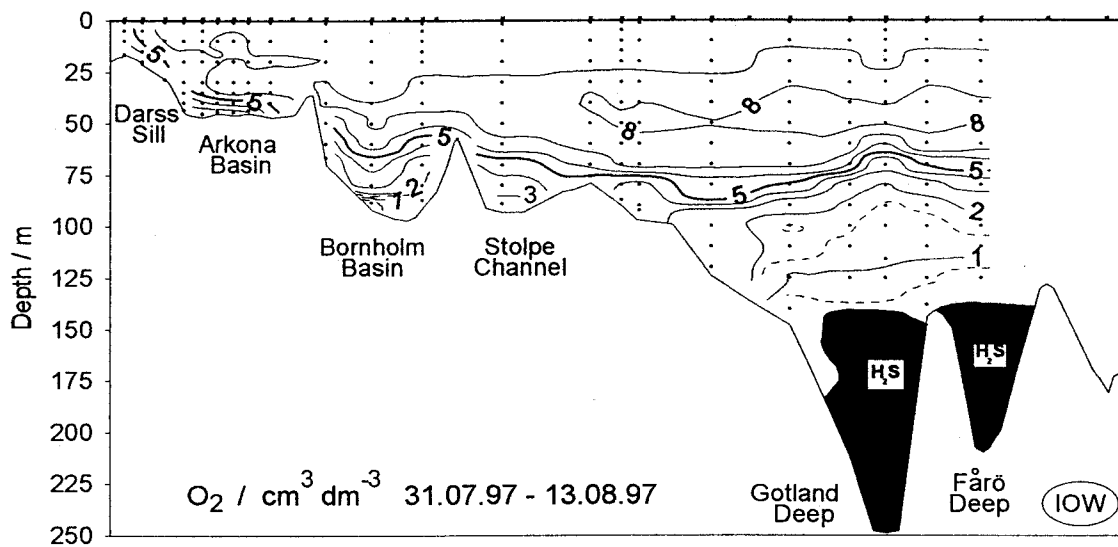 0
25
50
75
100
125
150
175
200
225
250
Depth / m
5
5
5
8
8
8
5
5
2
1
3
2
1
Darss
Sill
Arkona
Basin
Bornholm
Basin
Stolpe
Channel
H₂S
H₂S
Gotland
Deep
Fårö
Deep
O₂ / cm³ dm⁻³ 31.07.97 - 13.08.97
IOW